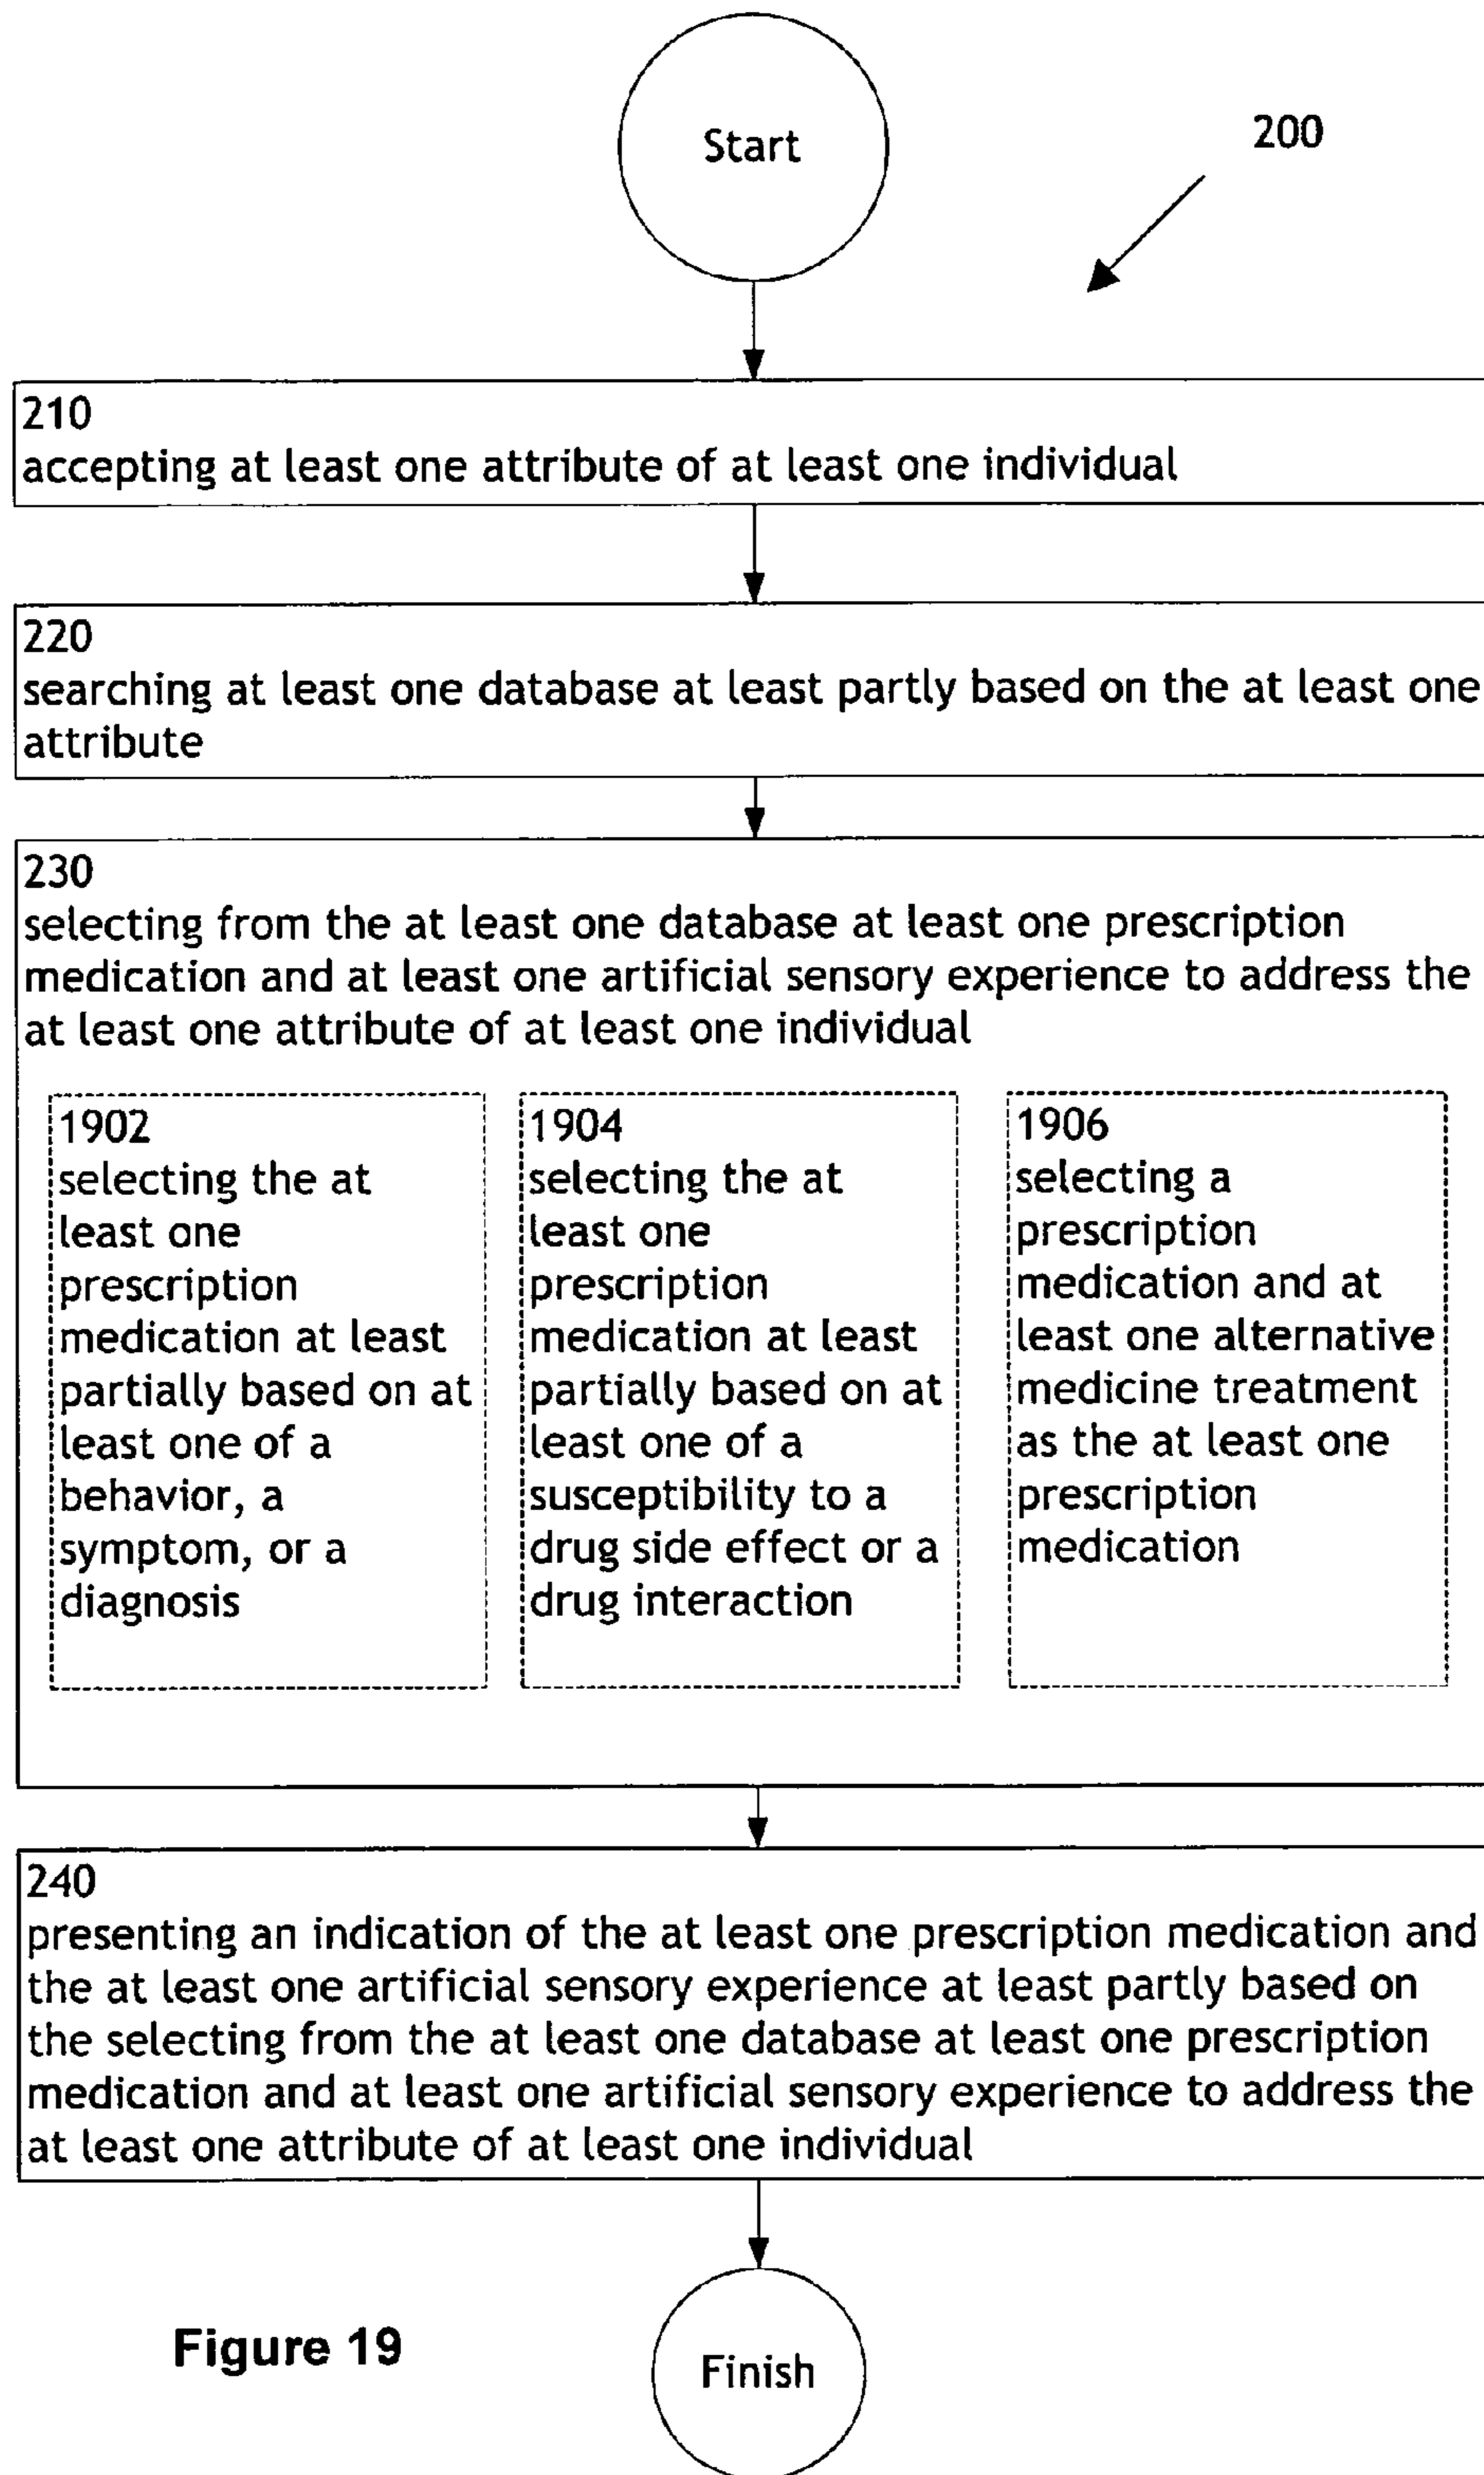 Start
200
210
accepting at least one attribute of at least one individual
220
searching at least one database at least partly based on the at least one
attribute
230
selecting from the at least one database at least one prescription
medication and at least one artificial sensory experience to address the
at least one attribute of at least one individual
1902
selecting the at
least one
prescription
medication at least
partially based on at
least one of a
behavior, a
symptom, or a
diagnosis
1904
selecting the at
least one
prescription
medication at least
partially based on at
least one of a
susceptibility to a
drug side effect or a
drug interaction
1906
selecting a
prescription
medication and at
least one alternative
medicine treatment
as the at least one
prescription
medication
240
presenting an indication of the at least one prescription medication and
the at least one artificial sensory experience at least partly based on
the selecting from the at least one database at least one prescription
medication and at least one artificial sensory experience to address the
at least one attribute of at least one individual
Figure 19
Finish